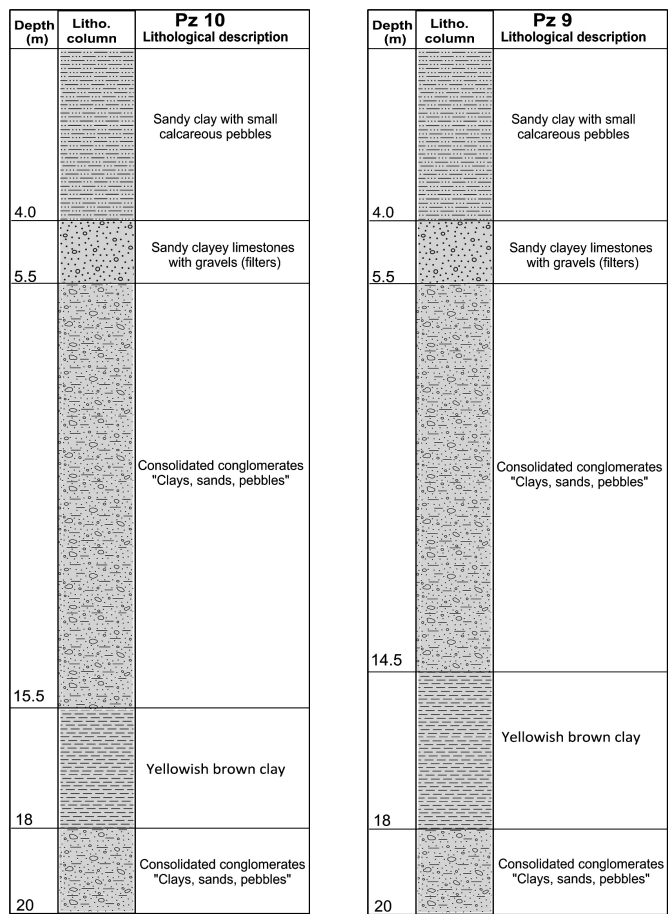 Depth (m)
Litho. column
Pz 10
Lithological description
Sandy clay with small
calcareous pebbles
4.0
Sandy clayey limestones
with gravels (filters)
5.5
Consolidated conglomerates
"Clays, sands, pebbles"
15.5
Yellowish brown clay
18
Consolidated conglomerates
"Clays, sands, pebbles"
20
Depth (m)
Litho. column
Pz 9
Lithological description
Sandy clay with small
calcareous pebbles
4.0
Sandy clayey limestones
with gravels (filters)
5.5
Consolidated conglomerates
"Clays, sands, pebbles"
14.5
Yellowish brown clay
18
Consolidated conglomerates
"Clays, sands, pebbles"
20